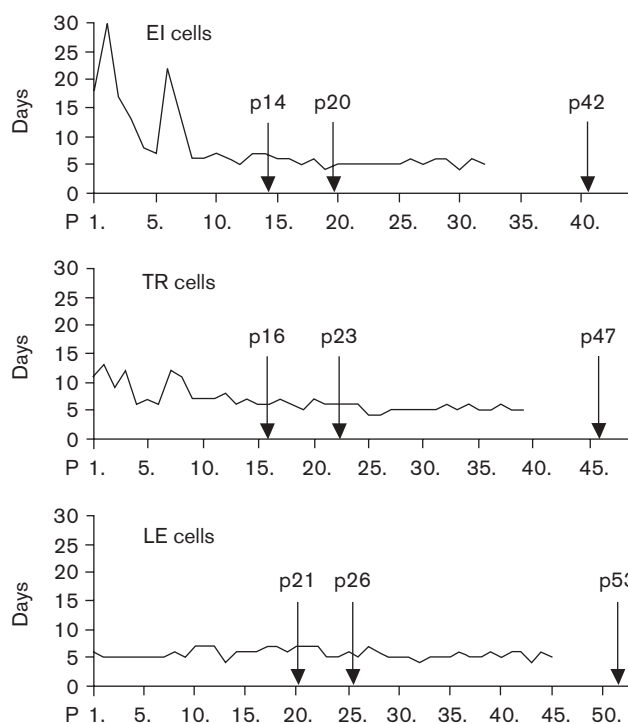 30
EI cells
25
20
p14 p20 p42
15
Days
10
5
0
P 1. 5. 10. 15. 20. 25. 30. 35. 40.
30
TR cells
25
20
p16 p23 p47
15
Days
10
5
0
P 1. 5. 10. 15. 20. 25. 30. 35. 40. 45.
30
LE cells
25
20
p21 p26 p53
15
Days
10
5
0
P 1. 5. 10. 15. 20. 25. 30. 35. 40. 45. 50.